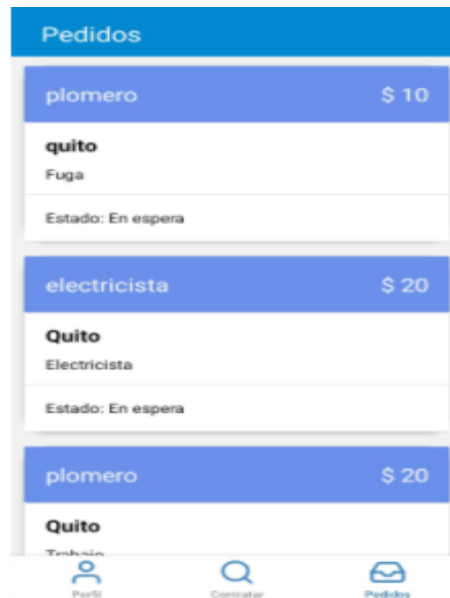 Pedidos
plomero $ 10
quito
Fuga
Estado: En espera
electricista $ 20
Quito
Electricista
Estado: En espera
plomero $ 20
Quito
Trabajo
Perfil Contratar Pedidos